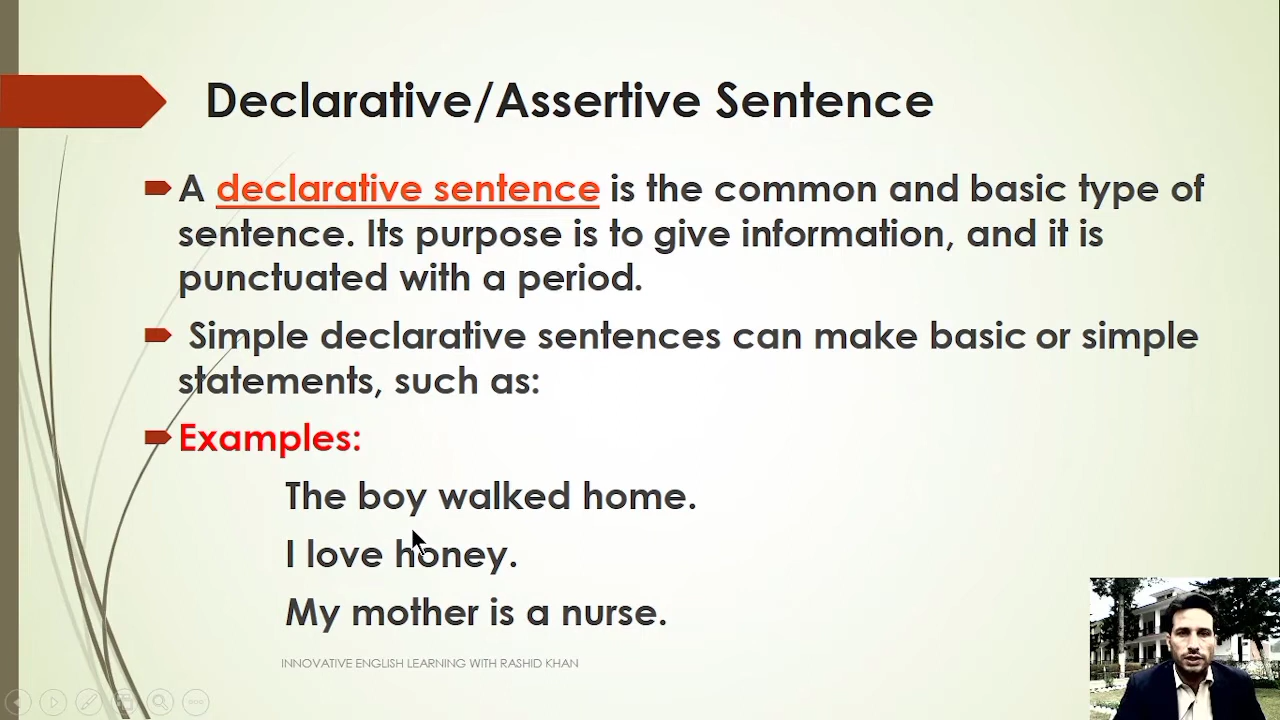 Declarative/Assertive Sentence
A declarative sentence is the common and basic type of
sentence. Its purpose is to give information, and it is
punctuated with a period.
Simple declarative sentences can make basic or simple
statements, such as:
Examples:
The boy walked home.
I love honey.
My mother is a nurse.
INNOVATIVE ENGLISH LEARNING WITH RASHID KHAN